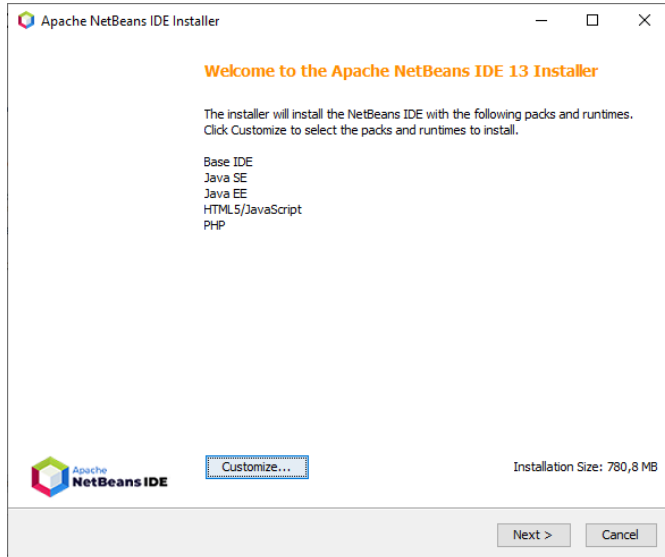 Apache NetBeans IDE Installer
Welcome to the Apache NetBeans IDE 13 Installer
The installer will install the NetBeans IDE with the following packs and runtimes.
Click Customize to select the packs and runtimes to install.
Base IDE
Java SE
Java EE
HTML5/JavaScript
PHP
Apache
NetBeans IDE
Customize...
Installation Size: 780,8 MB
Next >
Cancel